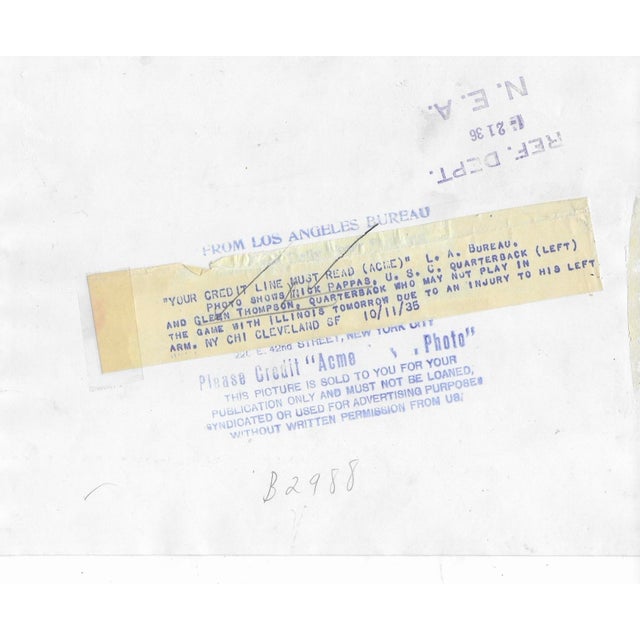 N.E.A.
2136
REF. DEPT.
FROM LOS ANGELES BUREAU
"YOUR CREDIT LINE MUST READ (ACME)" L. A. BUREAU.
PHOTO SHOWS NICK PAPPAS, U. S. C. QUARTERBACK (LEFT)
AND GLENN THOMPSON, QUARTERBACK WHO MAY NOT PLAY IN
THE GAME WITH ILLINOIS TOMORROW DUE TO AN INJURY TO HIS LEFT
ARM. NY CHI CLEVELAND SF 10/11/35
220 E. 42nd STREET, NEW YORK CITY
Please Credit "Acme Photo"
THIS PICTURE IS SOLD TO YOU FOR YOUR
PUBLICATION ONLY AND MUST NOT BE LOANED,
SYNDICATED OR USED FOR ADVERTISING PURPOSES
WITHOUT WRITTEN PERMISSION FROM US.
B2988